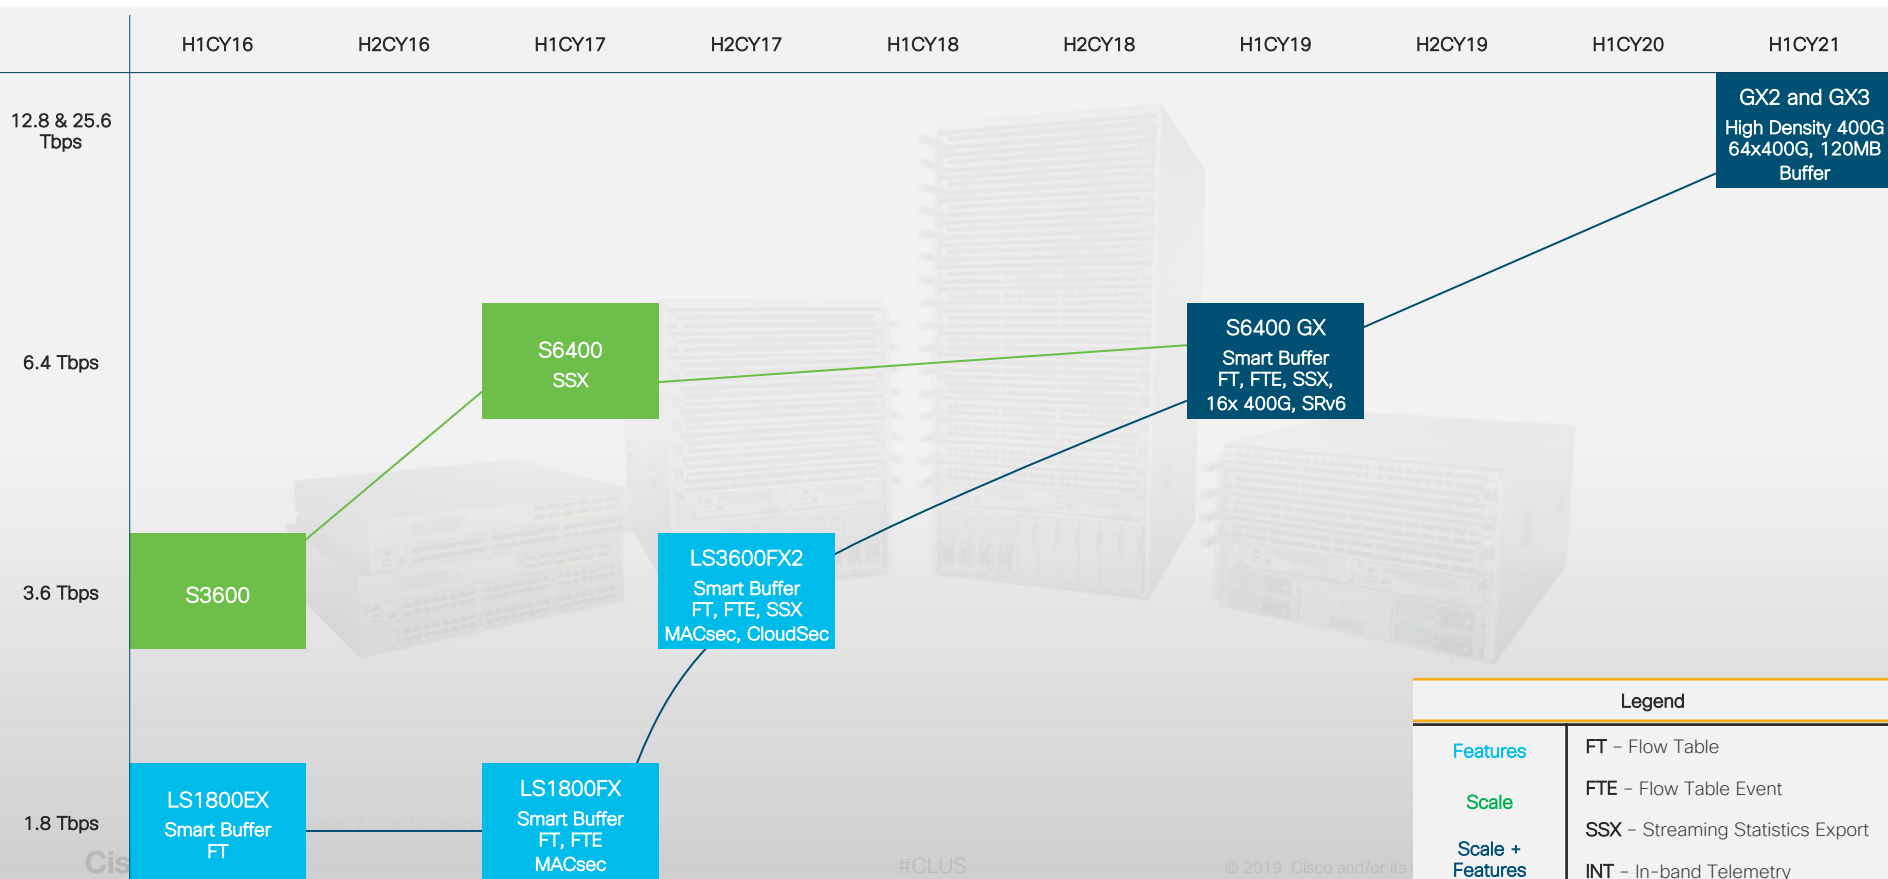 H1CY16 H2CY16 H1CY17 H2CY17 H1CY18 H2CY18 H1CY19 H2CY19 H1CY20 H1CY21
12.8 & 25.6
Tbps
GX2 and GX3
High Density 400G
64x400G, 120MB
Buffer
6.4 Tbps
S6400
SSX
S6400 GX
Smart Buffer
FT, FTE, SSX,
16x 400G, SRv6
3.6 Tbps
S3600
LS3600FX2
Smart Buffer
FT, FTE, SSX
MACsec, CloudSec
1.8 Tbps
LS1800EX
Smart Buffer
FT
LS1800FX
Smart Buffer
FT, FTE
MACsec
Legend
Features
Scale
Scale +
Features
FT – Flow Table
FTE – Flow Table Event
SSX – Streaming Statistics Export
INT – In-band Telemetry
Cis
#CLUS
© 2019 Cisco and/or its
All rights